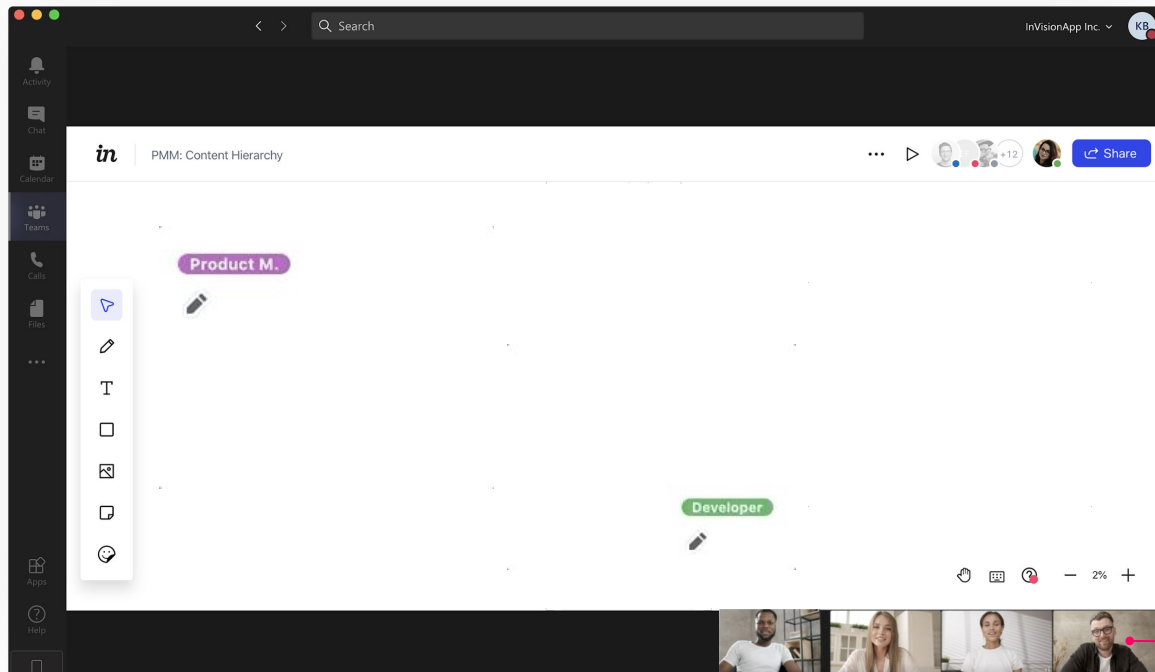 Search
InVisionApp Inc.
KB
Activity
Chat
Calendar
Teams
Calls
Files
Apps
Help
in
PMM: Content Hierarchy
+12
Share
Product M.
T
Developer
2%